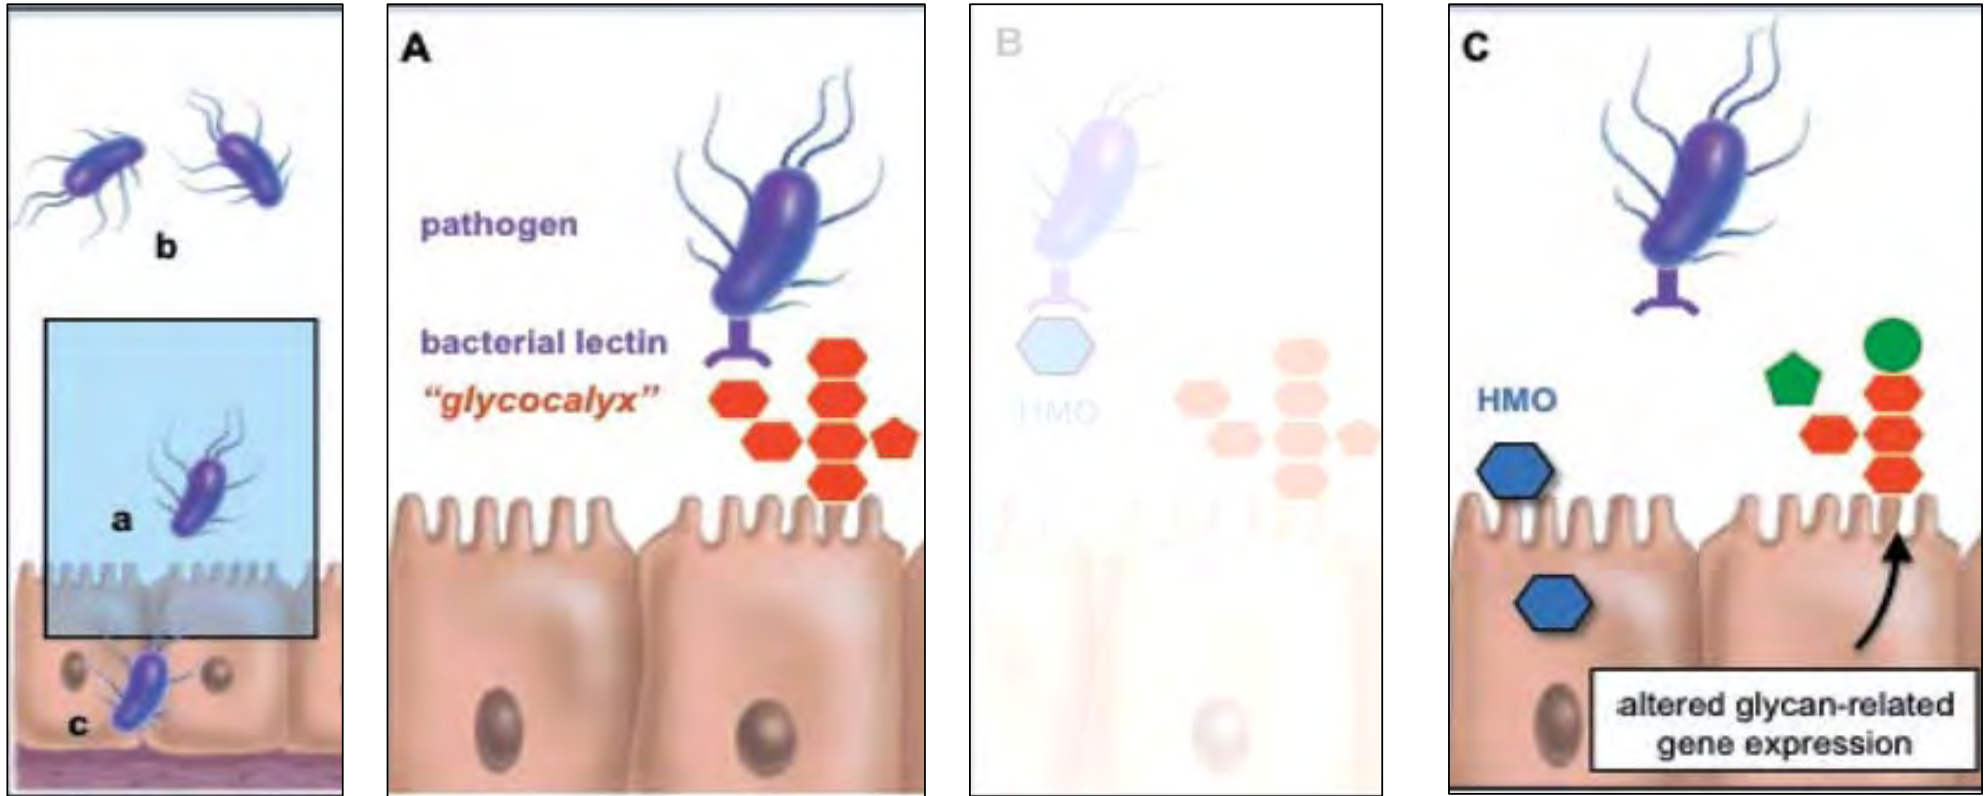 b
a
c
A
pathogen
bacterial lectin
“glycocalyx”
B
HMO
C
HMO
altered glycan-related
gene expression